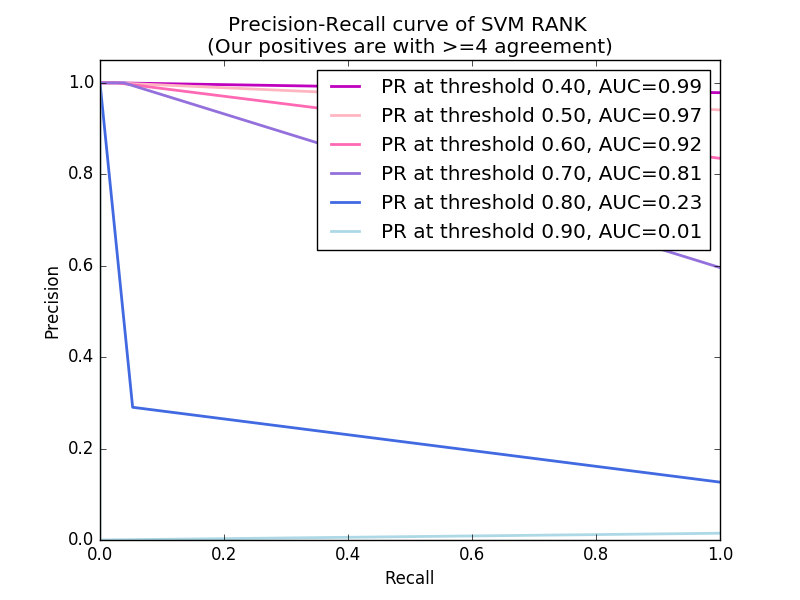 Precision-Recall curve of SVM RANK
(Our positives are with >=4 agreement)
PR at threshold 0.40, AUC=0.99
PR at threshold 0.50, AUC=0.97
PR at threshold 0.60, AUC=0.92
PR at threshold 0.70, AUC=0.81
PR at threshold 0.80, AUC=0.23
PR at threshold 0.90, AUC=0.01
Precision
1.0
0.8
0.6
0.4
0.2
0.0
0.0 0.2 0.4 0.6 0.8 1.0
Recall